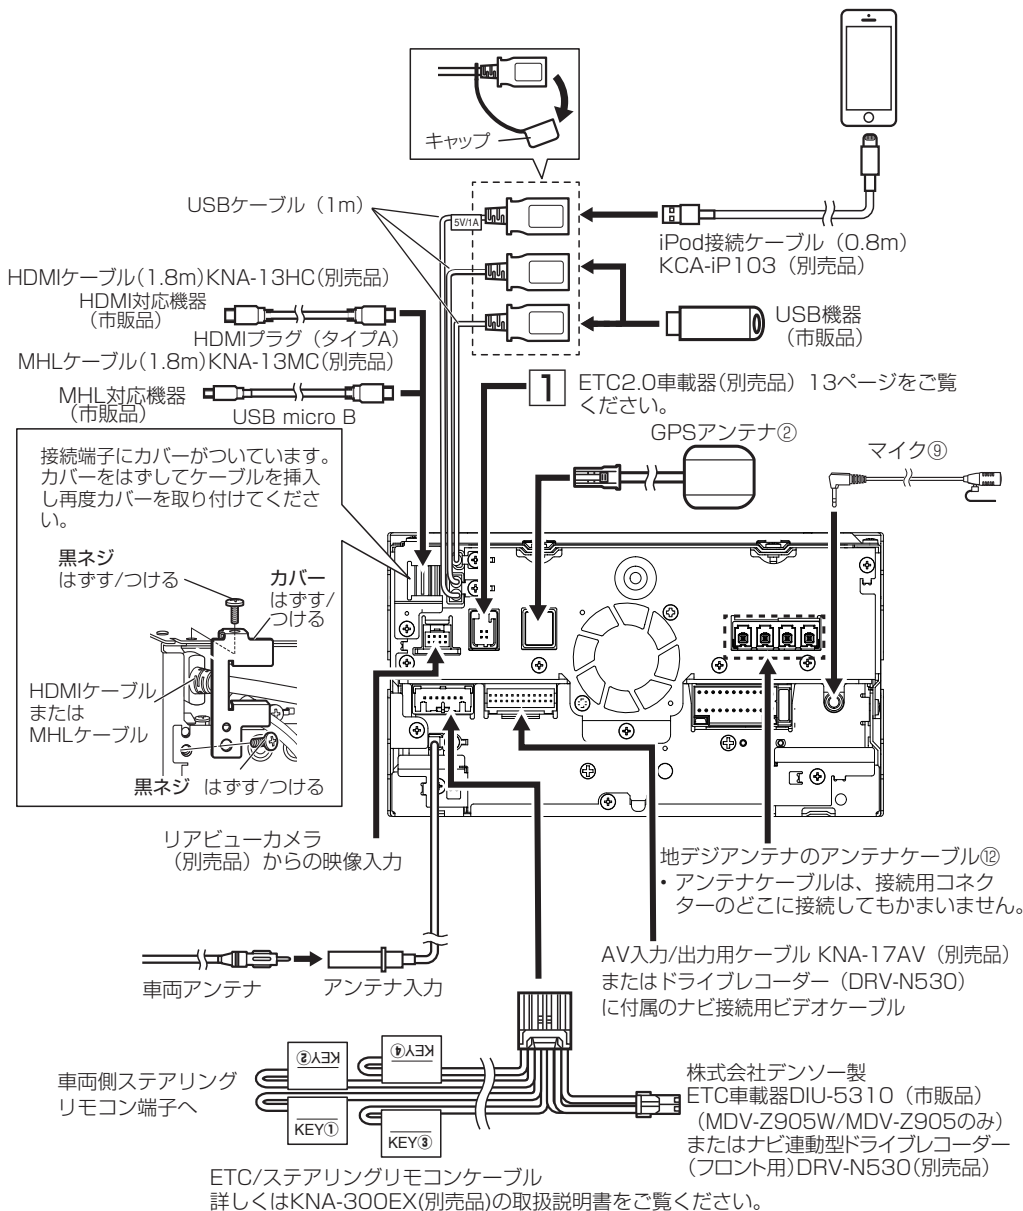 キャップ
USBケーブル（1m）
5V/1A
iPod接続ケーブル（0.8m）
KCA-iP103（別売品）
HDMIケーブル(1.8m)KNA-13HC(別売品)
HDMI対応機器
（市販品）
HDMIプラグ（タイプA）
USB機器
（市販品）
MHLケーブル(1.8m)KNA-13MC(別売品)
MHL対応機器
（市販品）
USB micro B
1
ETC2.0車載器(別売品）13ページをご覧
ください。
GPSアンテナ②
マイク⑨
接続端子にカバーがついています。
カバーをはずしてケーブルを挿入
し再度カバーを取り付けてくださ
い。
黒ネジ
はずす/つける
カバー
はずす/
つける
HDMIケーブル
または
MHLケーブル
黒ネジ はずす/つける
リアビューカメラ
（別売品）からの映像入力
地デジアンテナのアンテナケーブル⑫
・アンテナケーブルは、接続用コネク
ターのどこに接続してもかまいません。
AV入力/出力用ケーブル KNA-17AV（別売品）
またはドライブレコーダー（DRV-N530）
に付属のナビ接続用ビデオケーブル
車両アンテナ
アンテナ入力
車両側ステアリング
リモコン端子へ
KEY②
KEY④
KEY①
KEY③
株式会社デンソー製
ETC車載器DIU-5310（市販品）
（MDV-Z905W/MDV-Z905のみ）
またはナビ連動型ドライブレコーダー
(フロント用)DRV-N530(別売品)
ETC/ステアリングリモコンケーブル
詳しくはKNA-300EX(別売品)の取扱説明書をご覧ください。